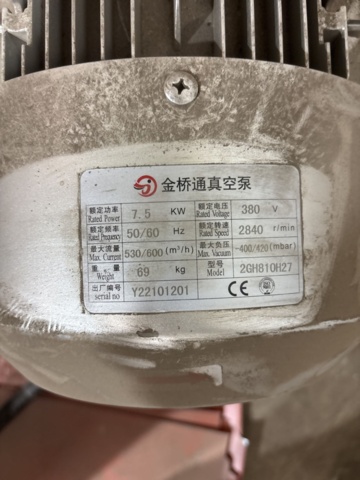 金桥通真空泵
额定功率 Rated Power 7.5 KW 额定电压 Rated Voltage 380 V
额定频率 Rated Frequency 50/60 Hz 额定转速 Rated Speed 2840 r/min
最大流量 Max. Current 530/600 (m³/h) 最大负压 Max. Vacuum -400/420 (mbar)
重量 Weight 69 kg 型号 Model 2GH810H27
出厂编号 serial no Y22101201 CE